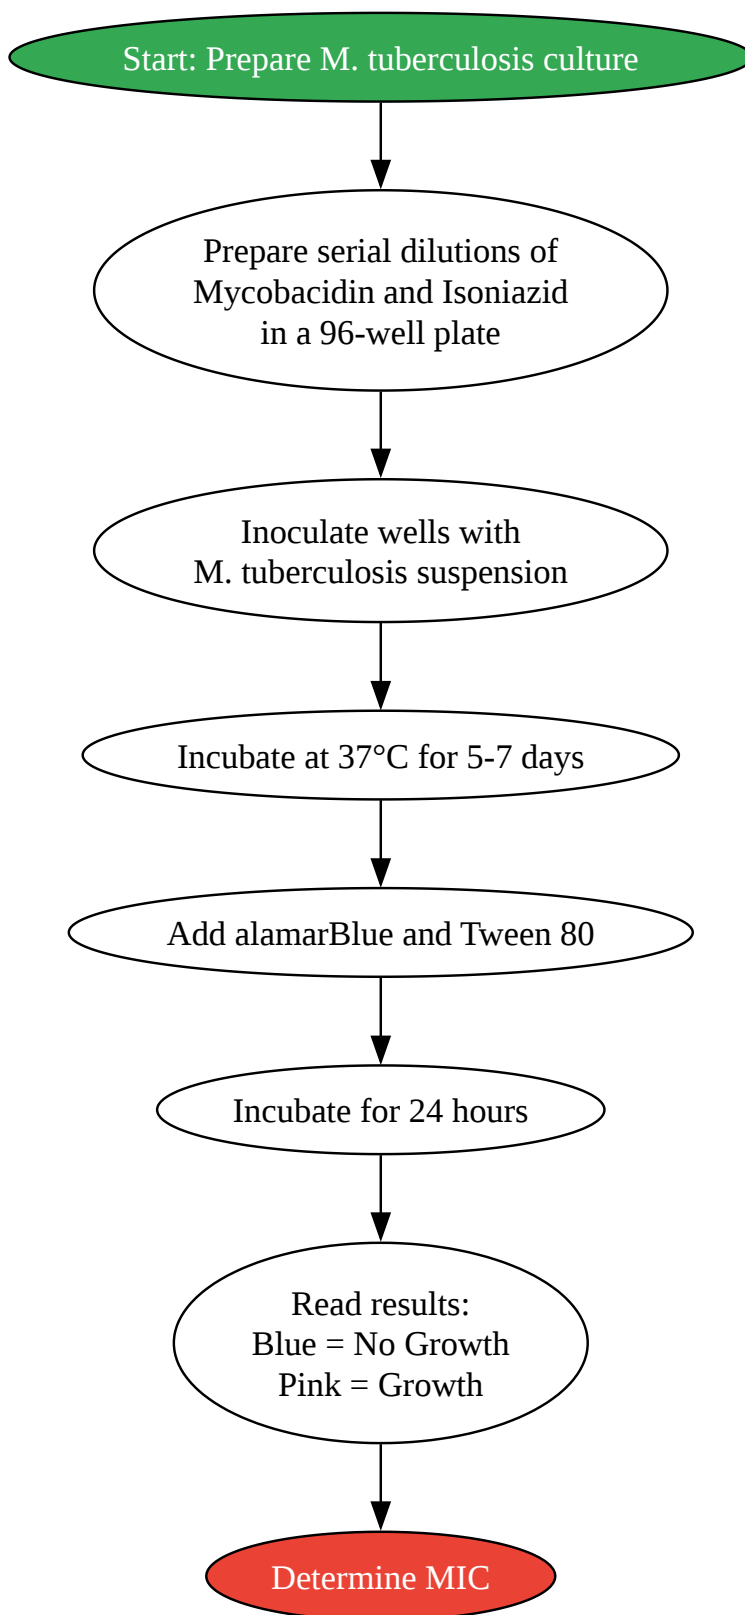 Start: Prepare M. tuberculosis culture
Prepare serial dilutions of
Mycobacidin and Isoniazid
in a 96-well plate
Inoculate wells with
M. tuberculosis suspension
Incubate at 37°C for 5-7 days
Add alamarBlue and Tween 80
Incubate for 24 hours
Read results:
Blue = No Growth
Pink = Growth
Determine MIC